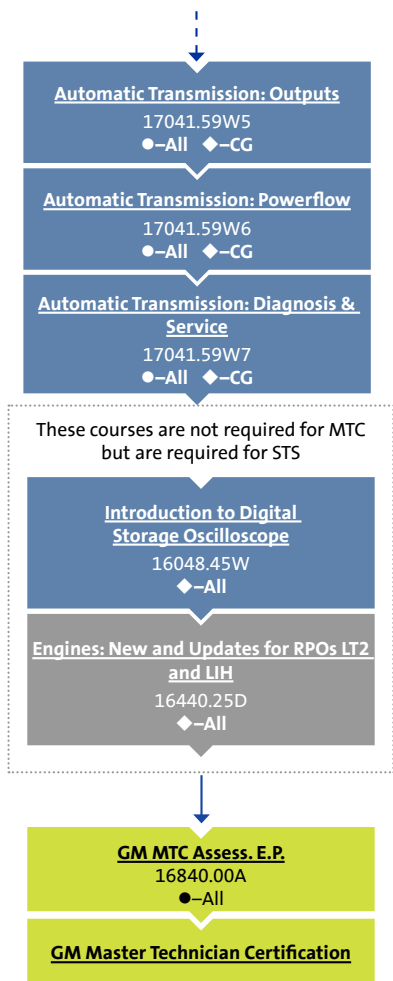 Automatic Transmission: Outputs
17041.59W5
●–All ◆–CG
Automatic Transmission: Powerflow
17041.59W6
●–All ◆–CG
Automatic Transmission: Diagnosis &
Service
17041.59W7
●–All ◆–CG
These courses are not required for MTC
but are required for STS
Introduction to Digital
Storage Oscilloscope
16048.45W
◆–All
Engines: New and Updates for RPOs LT2
and LIH
16440.25D
◆–All
GM MTC Assess. E.P.
16840.00A
●–All
GM Master Technician Certification